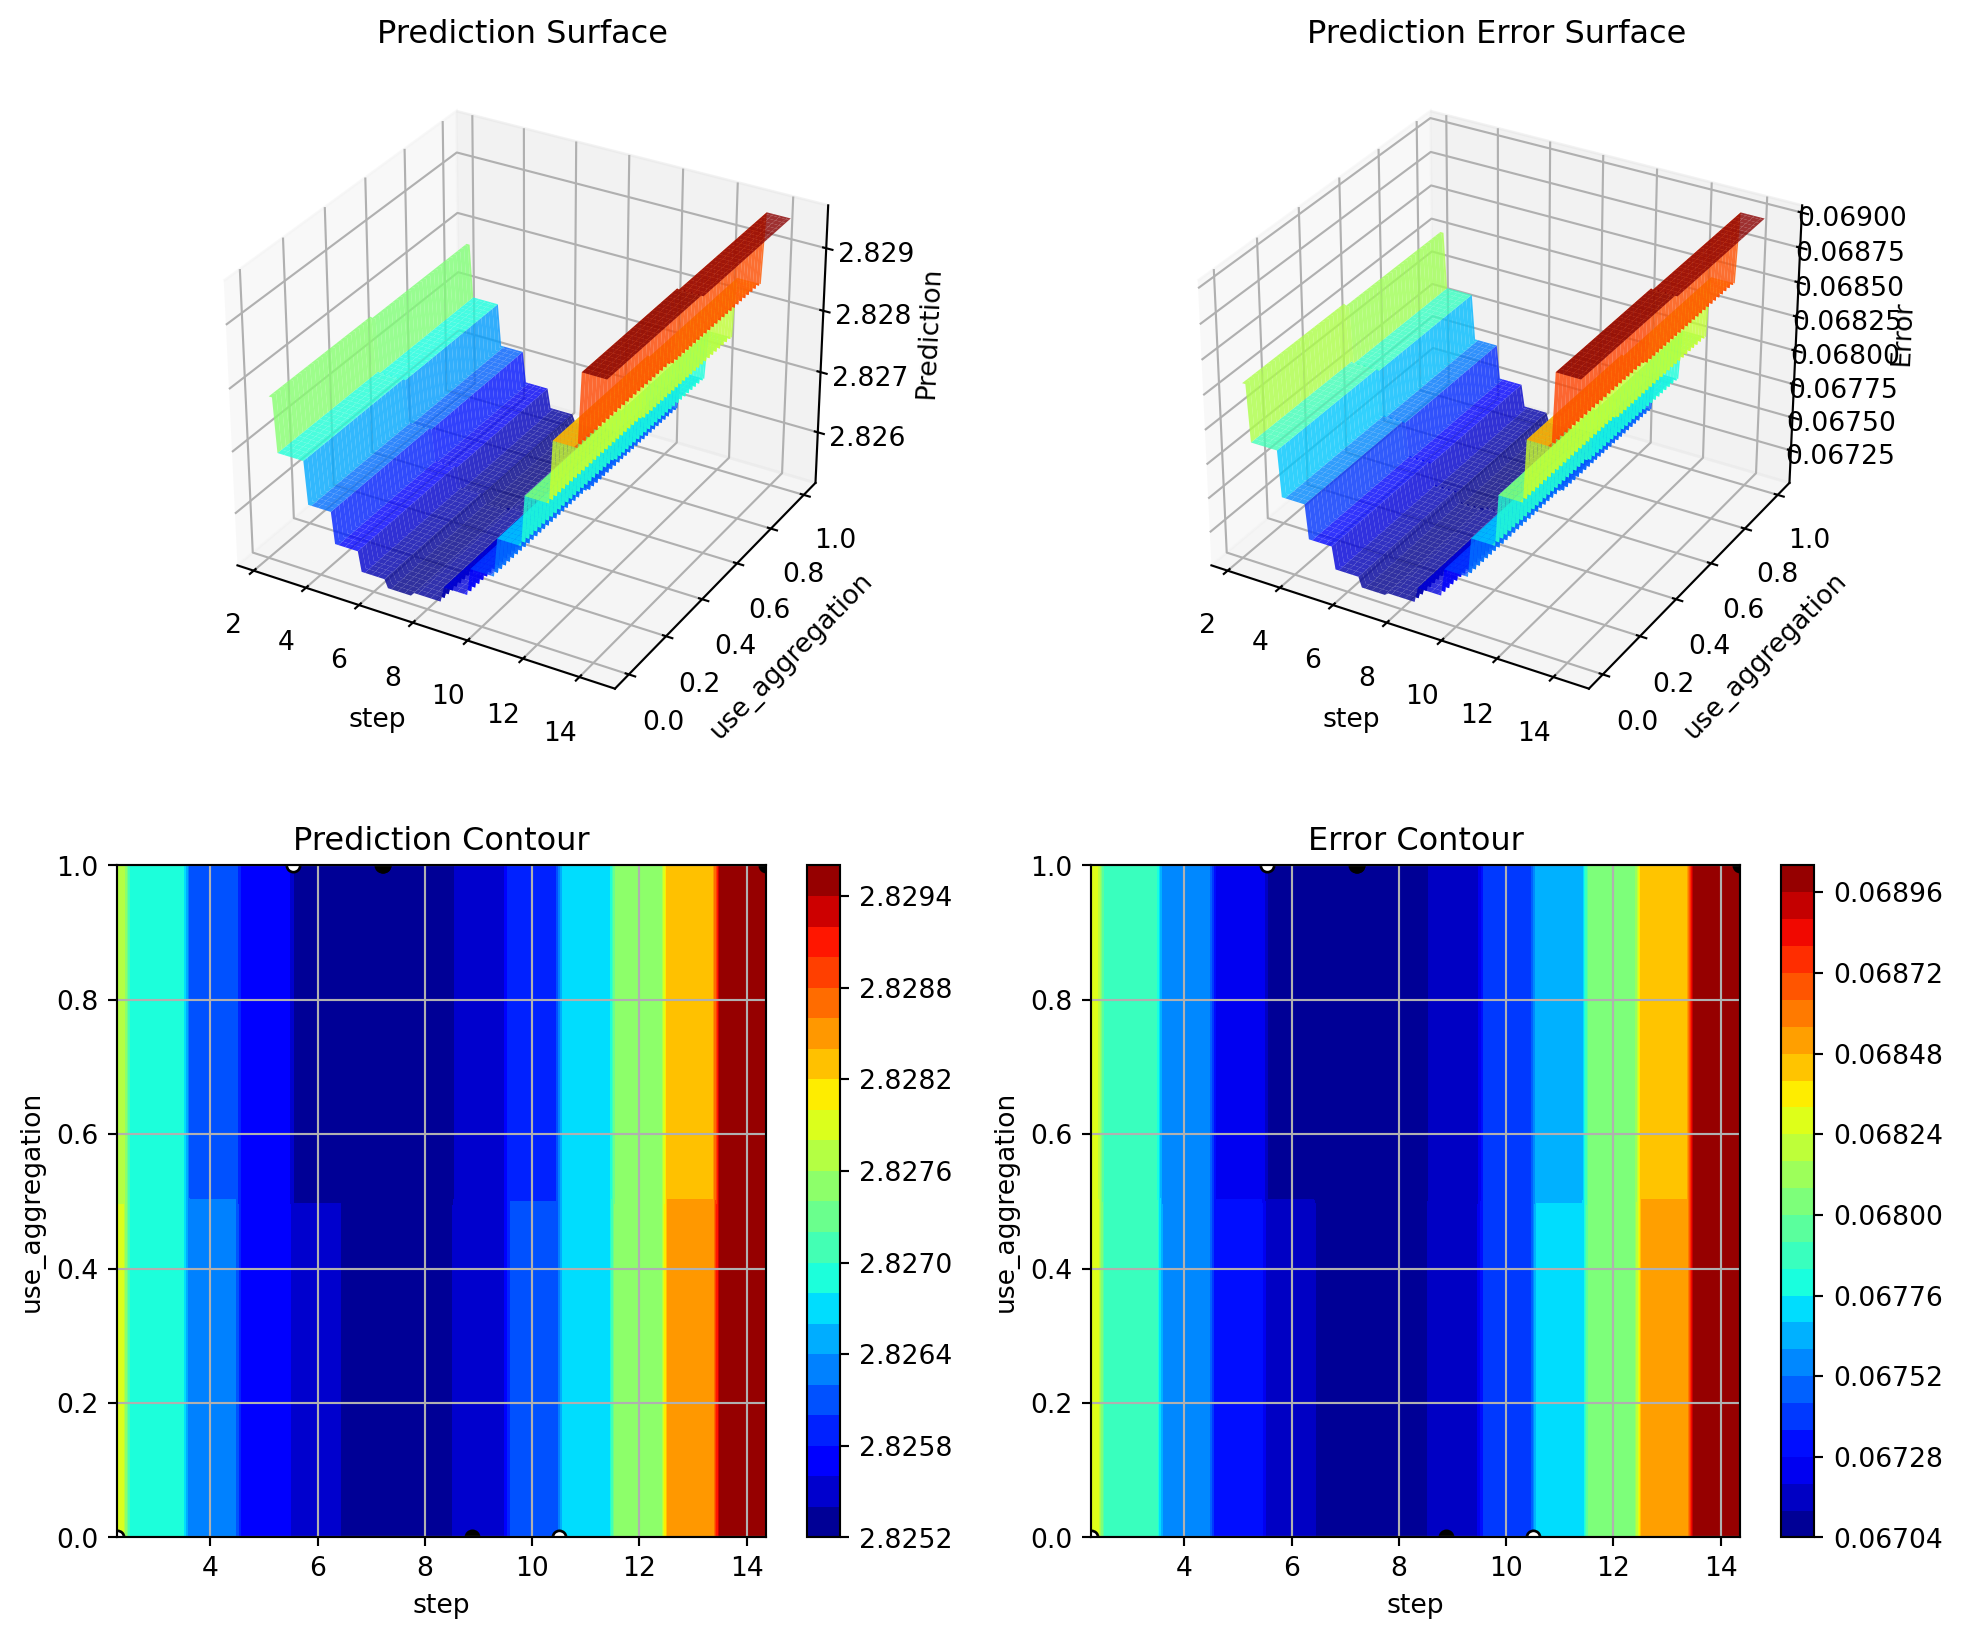 Prediction Surface
2.829
2.828
2.827
2.826
Prediction
2 4 6 8 10 12 14
step
0.0 0.2 0.4 0.6 0.8 1.0
use_aggregation
Prediction Error Surface
0.06900
0.06875
0.06850
0.06825
0.06800
0.06775
0.06750
0.06725
Error
2 4 6 8 10 12 14
step
0.0 0.2 0.4 0.6 0.8 1.0
use_aggregation
Prediction Contour
1.0
0.8
0.6
0.4
0.2
0.0
use_aggregation
4 6 8 10 12 14
step
2.8294
2.8288
2.8282
2.8276
2.8270
2.8264
2.8258
2.8252
Error Contour
1.0
0.8
0.6
0.4
0.2
0.0
use_aggregation
4 6 8 10 12 14
step
0.06896
0.06872
0.06848
0.06824
0.06800
0.06776
0.06752
0.06728
0.06704